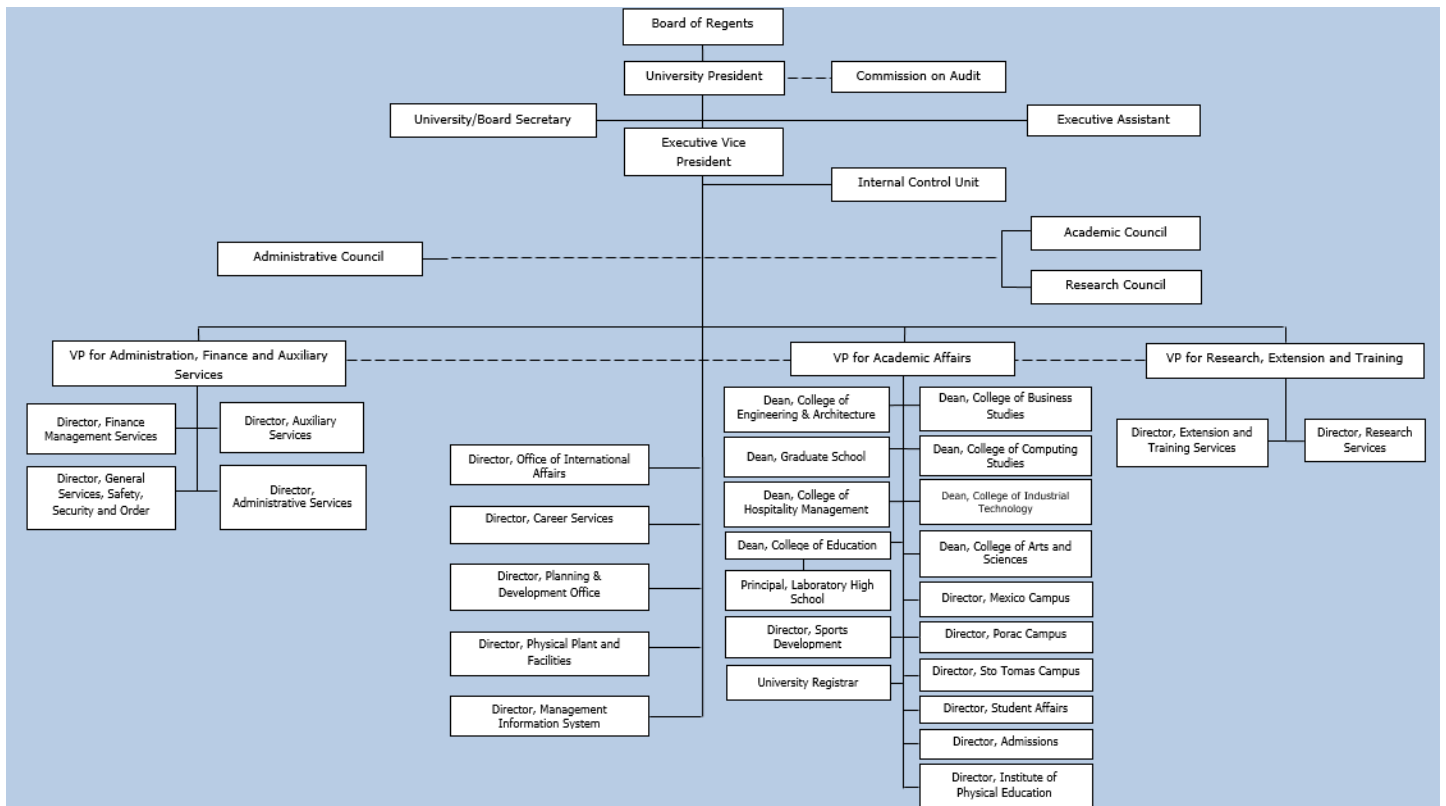 Board of Regents
University President
Commission on Audit
University/Board Secretary
Executive Assistant
Executive Vice
President
Internal Control Unit
Academic Council
Administrative Council
Research Council
VP for Administration, Finance and Auxiliary
Services
VP for Academic Affairs
VP for Research, Extension and Training
Director, Finance
Management Services
Director, Auxiliary
Services
Director, General
Services, Safety,
Security and Order
Director,
Administrative Services
Director, Office of International
Affairs
Director, Career Services
Director, Planning &
Development Office
Director, Physical Plant and
Facilities
Director, Management
Information System
Dean, College of
Engineering & Architecture
Dean, College of Business
Studies
Dean, Graduate School
Dean, College of Computing
Studies
Dean, College of
Hospitality Management
Dean, College of Industrial
Technology
Dean, College of Education
Dean, College of Arts and
Sciences
Principal, Laboratory High
School
Director, Mexico Campus
Director, Sports
Development
Director, Porac Campus
University Registrar
Director, Sto Tomas Campus
Director, Student Affairs
Director, Admissions
Director, Institute of
Physical Education
Director, Extension and
Training Services
Director, Research
Services